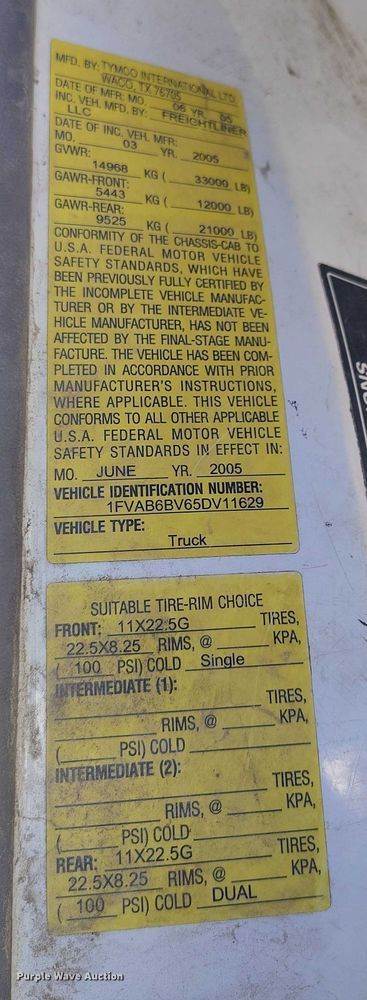 MFD. BY: TYMCO INTERNATIONAL LTD.
WACO, TX 76705
DATE OF MFR: MO. 06 YR. 05
INC. VEH. MFD. BY: FREIGHTLINER
LLC
DATE OF INC. VEH. MFR:
MO. 03 YR. 2005
GVWR:
14968 KG ( 33000 LB)
GAWR-FRONT:
5443 KG ( 12000 LB)
GAWR-REAR:
9525 KG ( 21000 LB)
CONFORMITY OF THE CHASSIS-CAB TO
U.S.A. FEDERAL MOTOR VEHICLE
SAFETY STANDARDS, WHICH HAVE
BEEN PREVIOUSLY FULLY CERTIFIED BY
THE INCOMPLETE VEHICLE MANUFAC-
TURER OR BY THE INTERMEDIATE VE-
HICLE MANUFACTURER, HAS NOT BEEN
AFFECTED BY THE FINAL-STAGE MANU-
FACTURE. THE VEHICLE HAS BEEN COM-
PLETED IN ACCORDANCE WITH PRIOR
MANUFACTURER'S INSTRUCTIONS,
WHERE APPLICABLE. THIS VEHICLE
CONFORMS TO ALL OTHER APPLICABLE
U.S.A. FEDERAL MOTOR VEHICLE
SAFETY STANDARDS IN EFFECT IN:
MO. JUNE YR. 2005
VEHICLE IDENTIFICATION NUMBER:
1FVAB6BV65DV11629
VEHICLE TYPE:
Truck
SUITABLE TIRE-RIM CHOICE
FRONT: 11X22.5G TIRES,
22.5X8.25 RIMS, @ KPA,
( 100 PSI) COLD Single
INTERMEDIATE (1):
TIRES,
RIMS, @ KPA,
( PSI) COLD
INTERMEDIATE (2):
TIRES,
RIMS, @ KPA,
( PSI) COLD
REAR: 11X22.5G TIRES,
22.5X8.25 RIMS, @ KPA,
( 100 PSI) COLD DUAL
Purple Wave Auction